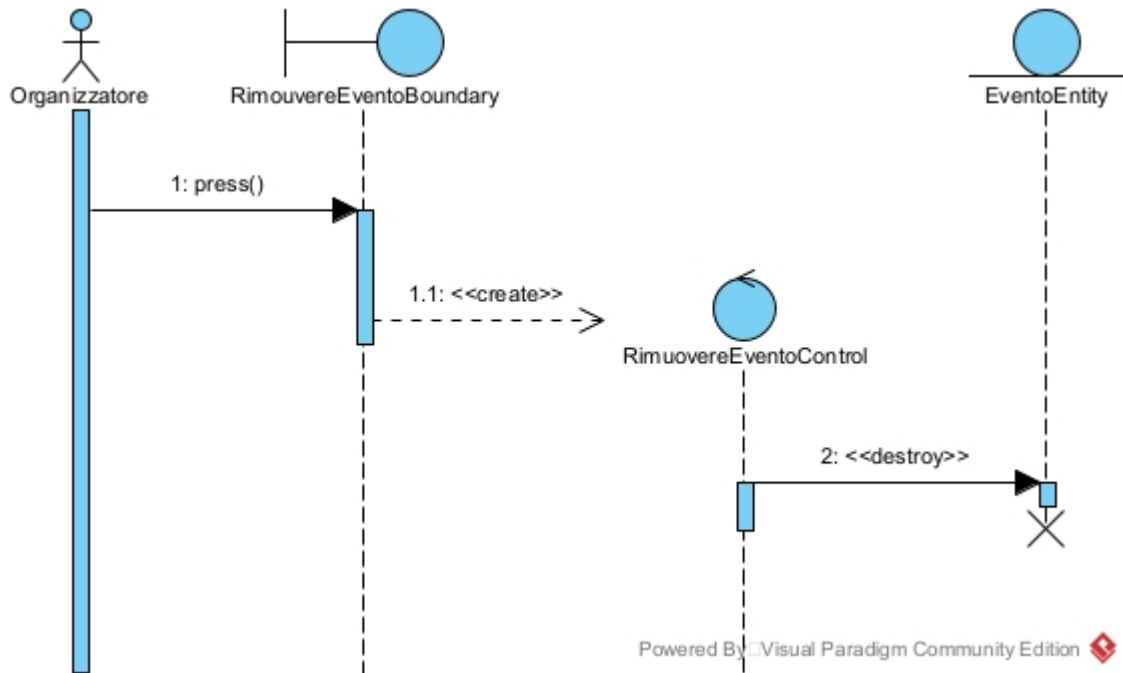 Organizzatore
RimouvereEventoBoundary
EventoEntity
1: press()
1.1: <<create>>
RimuovereEventoControl
2: <<destroy>>
Powered By Visual Paradigm Community Edition